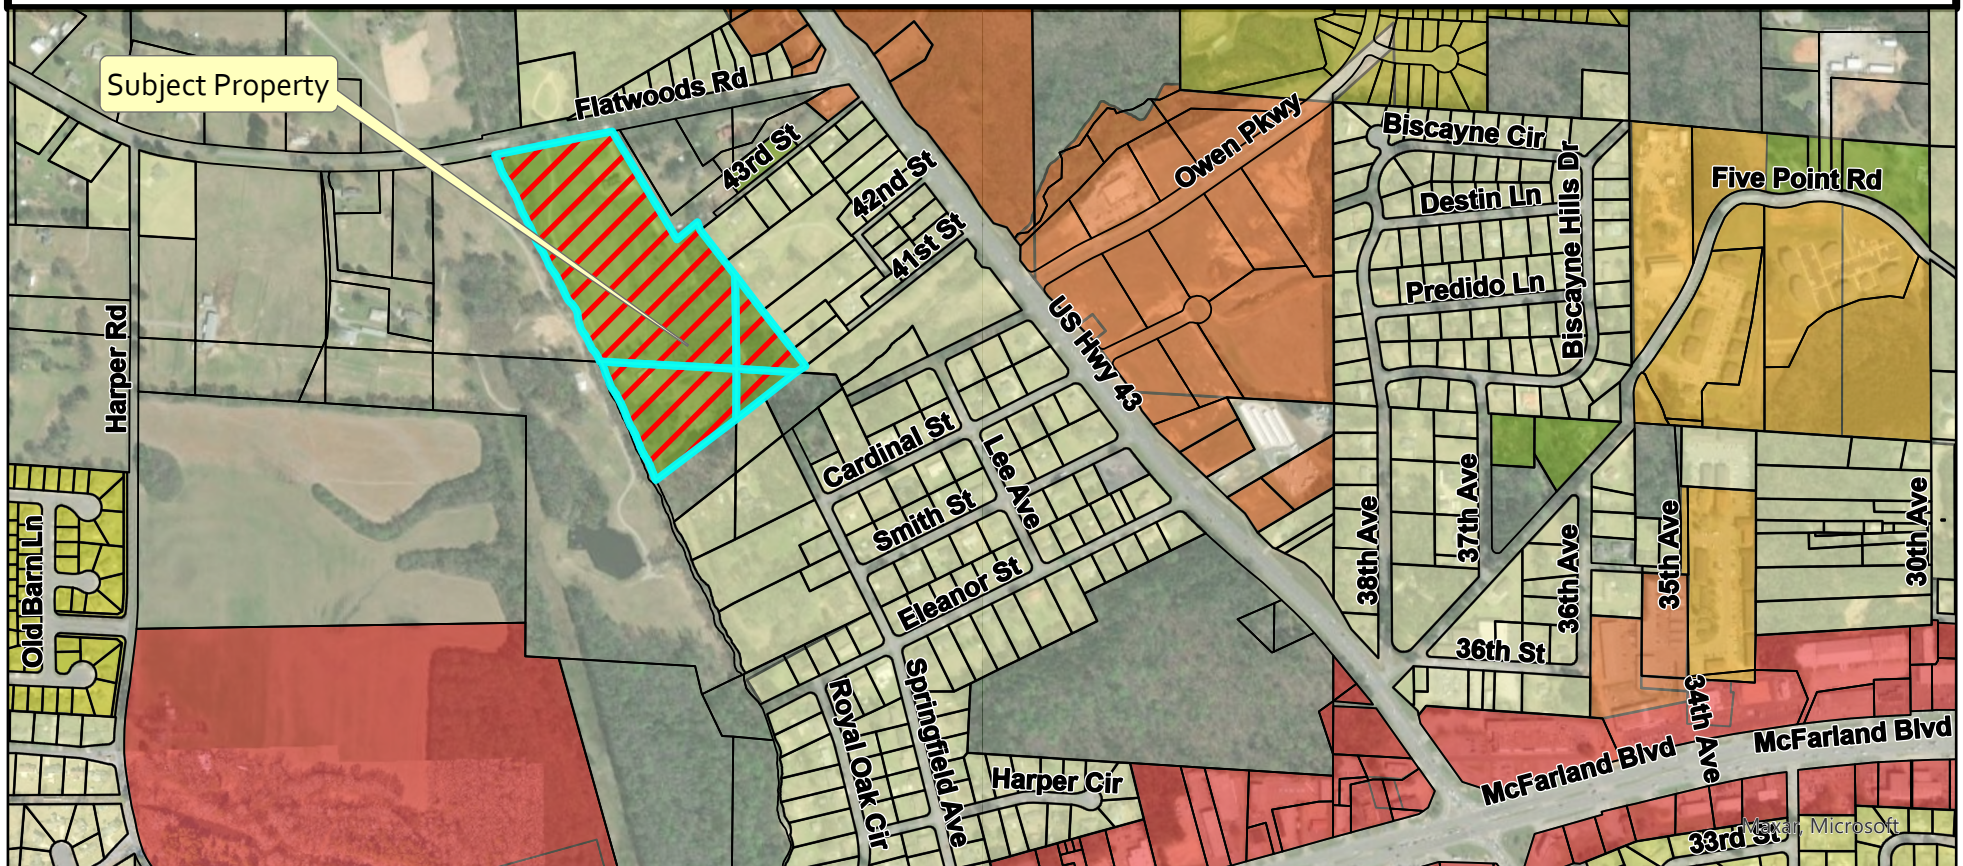 Subject Property
Flatwoods Rd
43rd St
42nd St
41st St
Owen Pkwy
Biscayne Cir
Destin Ln
Biscayne Hills Dr
Predido Ln
Five Point Rd
US Hwy 43
Harper Rd
Cardinal St
Lee Ave
Smith St
Eleanor St
38th Ave
37th Ave
36th Ave
35th Ave
30th Ave
Old Barn Ln
36th St
34th Ave
Royal Oak Cir
Springfield Ave
Harper Cir
McFarland Blvd
McFarland Blvd
33rd St
Maxar, Microsoft